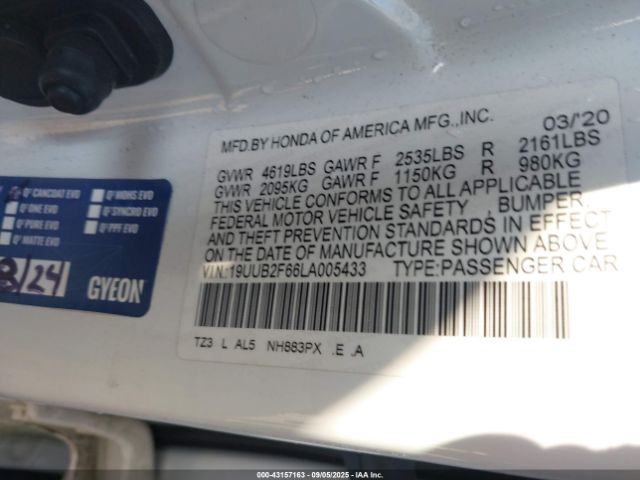 MFD.BY HONDA OF AMERICA MFG.,INC. 03/'20
GVWR 4619LBS GAWR F 2535LBS R 2161LBS
GVWR 2095KG GAWR F 1150KG R 980KG
THIS VEHICLE CONFORMS TO ALL APPLICABLE
FEDERAL MOTOR VEHICLE SAFETY , BUMPER,
AND THEFT PREVENTION STANDARDS IN EFFECT
ON THE DATE OF MANUFACTURE SHOWN ABOVE
V.I.N.:19UUB2F66LA005433 TYPE:PASSENGER CAR
TZ3 L AL5 NH883PX .E .A
Q² CANCOAT EVO Q² MOHS EVO
Q² ONE EVO Q² SYNCRO EVO
Q² PURE EVO Q² PPF EVO
Q² MATTE EVO
/24 GYEON
000-43157163 - 09/05/2025 - IAA Inc.